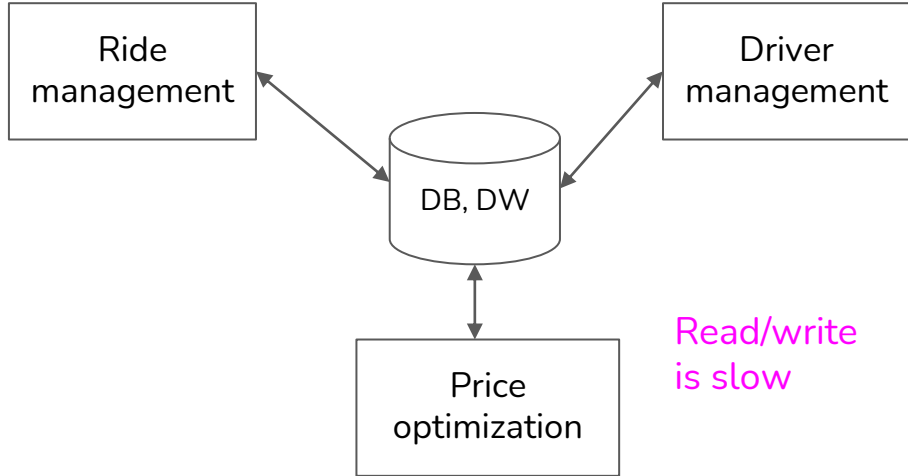 Ride
management
Driver
management
DB, DW
Price
optimization
Read/write
is slow